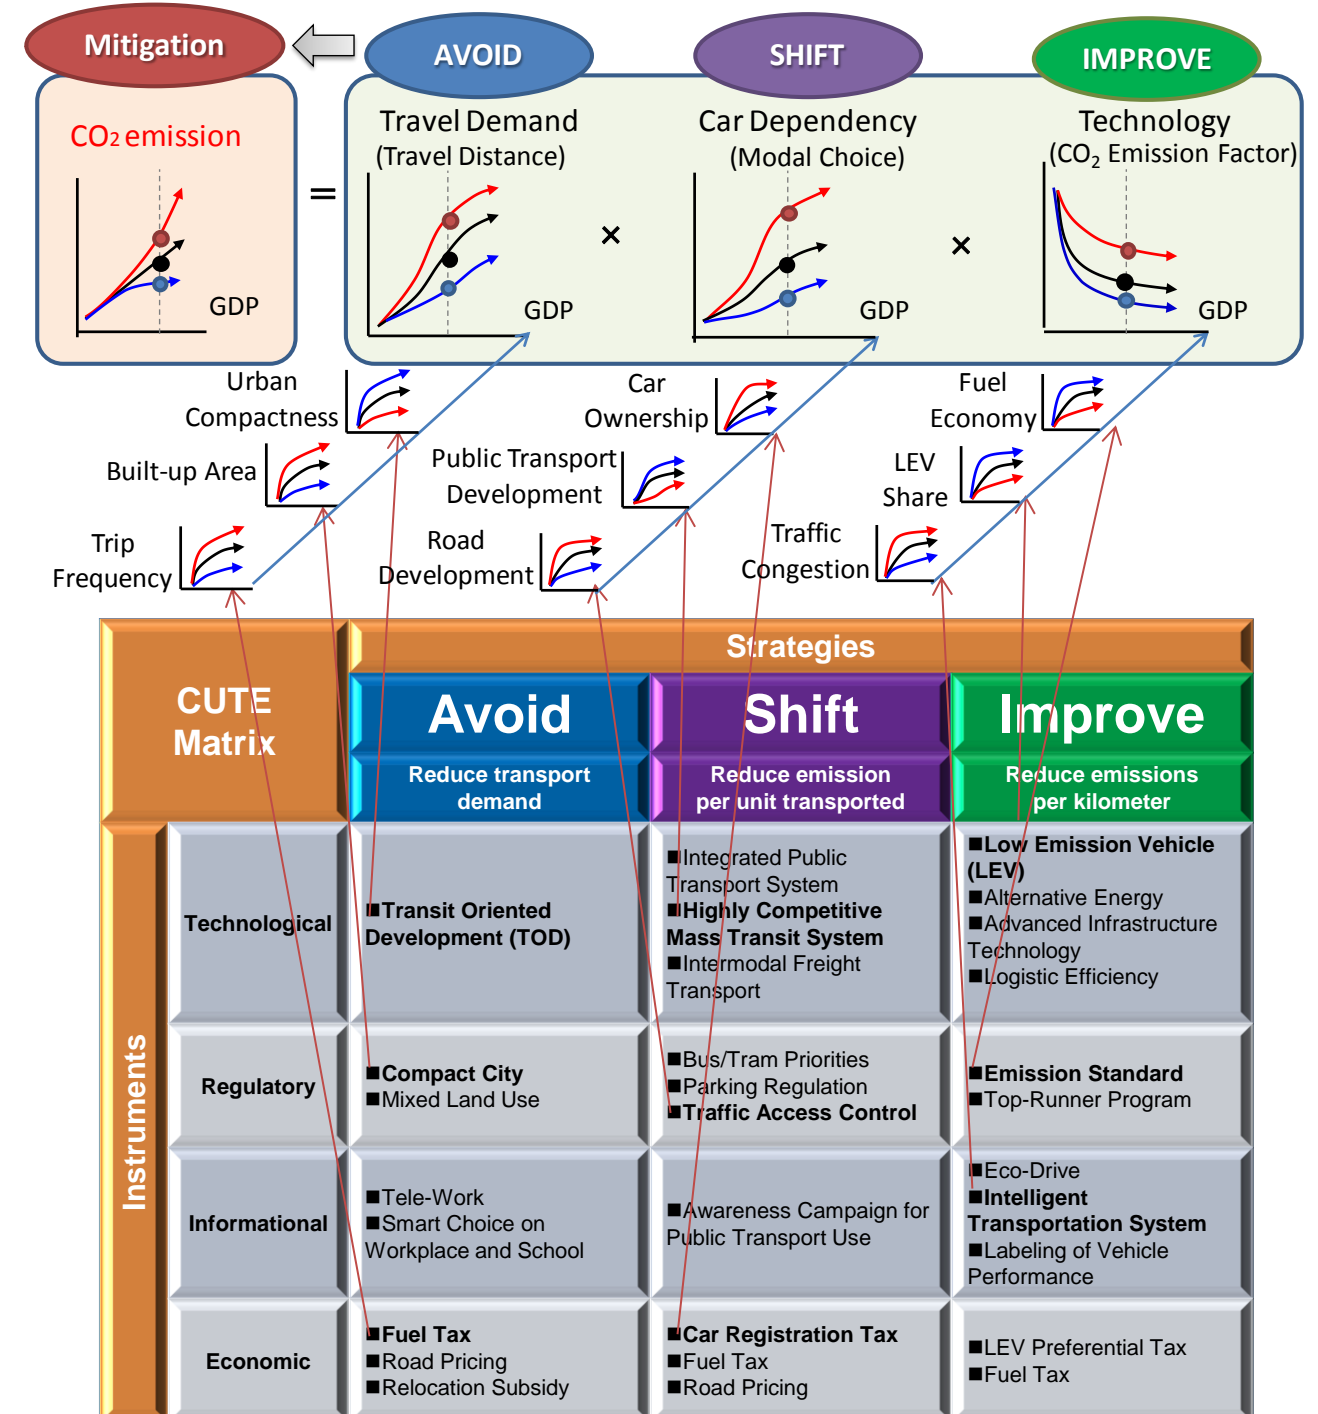 Mitigation
AVOID
SHIFT
IMPROVE
CO2 emission
GDP
=
Travel Demand
(Travel Distance)
GDP
×
Car Dependency
(Modal Choice)
GDP
×
Technology
(CO2 Emission Factor)
GDP
Urban
Compactness
Built-up Area
Trip
Frequency
Car
Ownership
Public Transport
Development
Road
Development
Fuel
Economy
LEV
Share
Traffic
Congestion
CUTE
Matrix
Strategies
Avoid
Shift
Improve
Reduce transport
demand
Reduce emission
per unit transported
Reduce emissions
per kilometer
Instruments
Technological
■Transit Oriented
Development (TOD)
■Integrated Public
Transport System
■Highly Competitive
Mass Transit System
■Intermodal Freight
Transport
■Low Emission Vehicle
(LEV)
■Alternative Energy
■Advanced Infrastructure
Technology
■Logistic Efficiency
Regulatory
■Compact City
■Mixed Land Use
■Bus/Tram Priorities
■Parking Regulation
■Traffic Access Control
■Emission Standard
■Top-Runner Program
Informational
■Tele-Work
■Smart Choice on
Workplace and School
■Awareness Campaign for
Public Transport Use
■Eco-Drive
■Intelligent
Transportation System
■Labeling of Vehicle
Performance
Economic
■Fuel Tax
■Road Pricing
■Relocation Subsidy
■Car Registration Tax
■Fuel Tax
■Road Pricing
■LEV Preferential Tax
■Fuel Tax